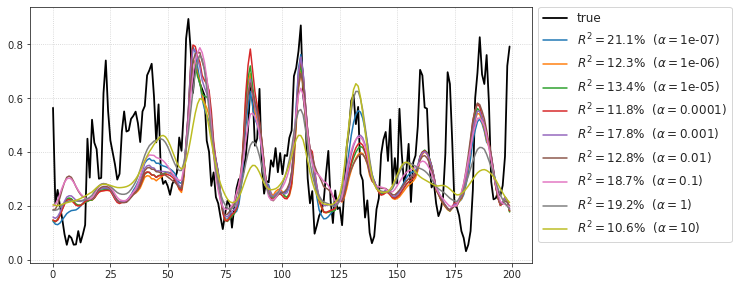 0.8
0.6
0.4
0.2
0.0
0 25 50 75 100 125 150 175 200
true
R² = 21.1% (α = 1e-07)
R² = 12.3% (α = 1e-06)
R² = 13.4% (α = 1e-05)
R² = 11.8% (α = 0.0001)
R² = 17.8% (α = 0.001)
R² = 12.8% (α = 0.01)
R² = 18.7% (α = 0.1)
R² = 19.2% (α = 1)
R² = 10.6% (α = 10)